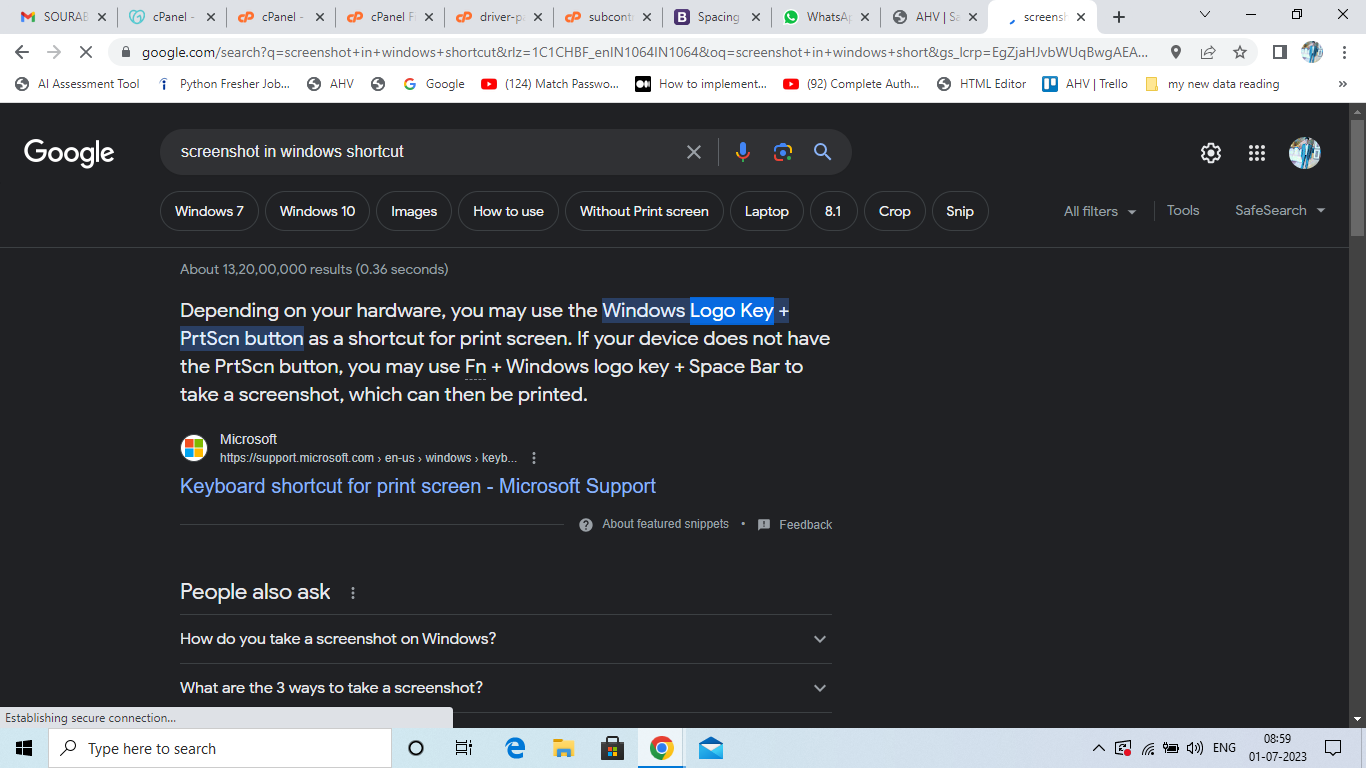 SOURAB
cPanel -
cPanel -
cPanel F
driver-pa
subcont
Spacing
WhatsAp
AHV | Sa
screensh
google.com/search?q=screenshot+in+windows+shortcut&rlz=1C1CHBF_enIN1064IN1064&oq=screenshot+in+windows+short&gs_lcrp=EgZjaHJvbWUqBwgAEA...
AI Assessment Tool
Python Fresher Job...
AHV
Google
(124) Match Passwo...
How to implement...
(92) Complete Auth...
HTML Editor
AHV | Trello
my new data reading
»
Google
screenshot in windows shortcut
Windows 7
Windows 10
Images
How to use
Without Print screen
Laptop
8.1
Crop
Snip
All filters
Tools
SafeSearch
About 13,20,00,000 results (0.36 seconds)
Depending on your hardware, you may use the Windows Logo Key +
PrtScn button as a shortcut for print screen. If your device does not have
the PrtScn button, you may use Fn + Windows logo key + Space Bar to
take a screenshot, which can then be printed.
Microsoft
https://support.microsoft.com › en-us › windows › keyb...
Keyboard shortcut for print screen - Microsoft Support
About featured snippets • Feedback
People also ask
How do you take a screenshot on Windows?
What are the 3 ways to take a screenshot?
Establishing secure connection...
Type here to search
ENG
08:59
01-07-2023